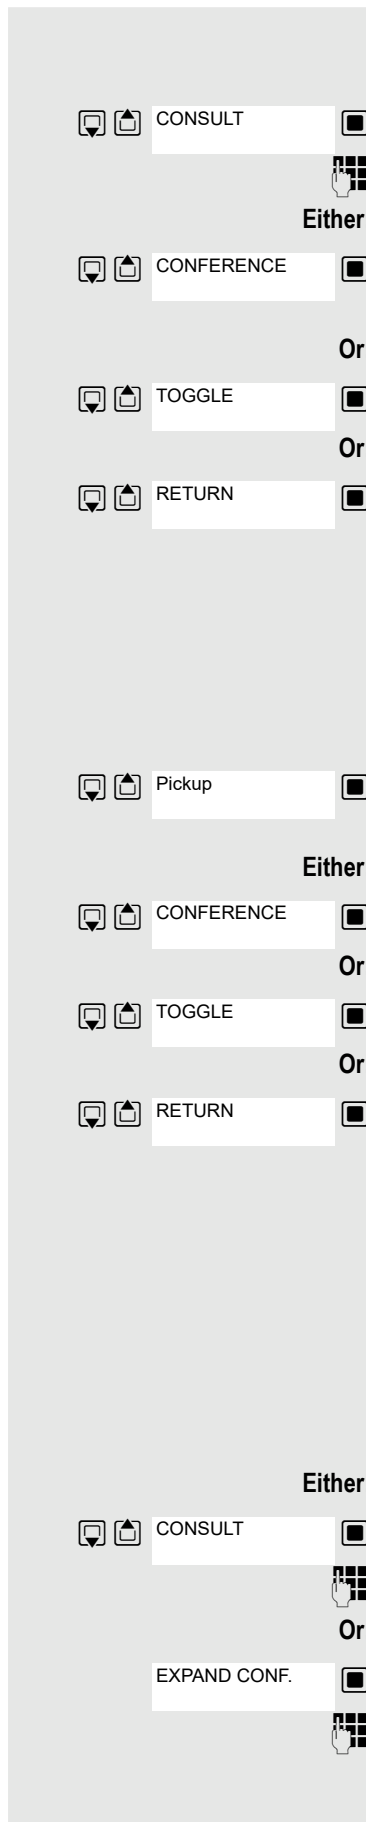 CONSULT
Either
CONFERENCE
Or
TOGGLE
Or
RETURN
Pickup
Either
CONFERENCE
Or
TOGGLE
Or
RETURN
Either
CONSULT
Or
EXPAND CONF.